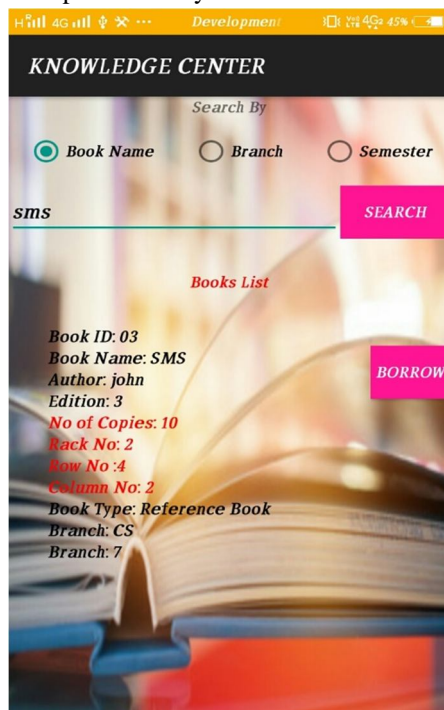 4G Development 4G 45%
KNOWLEDGE CENTER
Search By
Book Name Branch Semester
sms SEARCH
Books List
Book ID: 03
Book Name: SMS
Author: john
BORROW
Edition: 3
No of Copies: 10
Rack No: 2
Row No :4
Column No: 2
Book Type: Reference Book
Branch: CS
Branch: 7